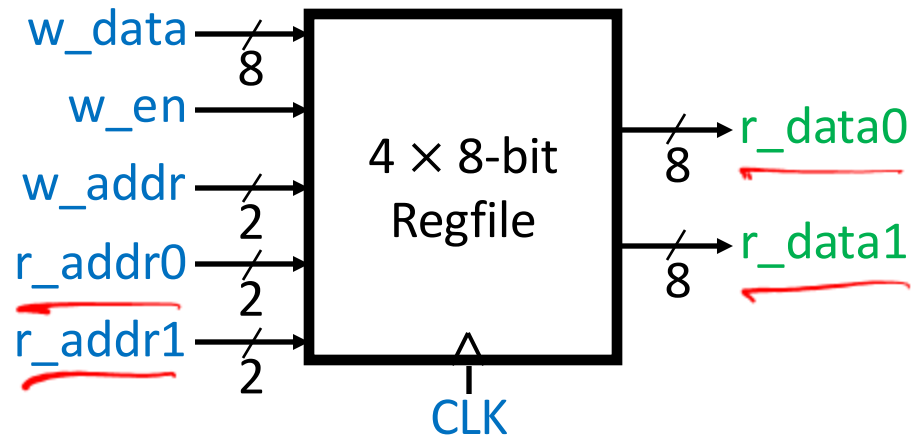 w_data
8
w_en
w_addr
2
r_addr0
2
r_addr1
2
4 × 8-bit
Regfile
CLK
8
r_data0
8
r_data1